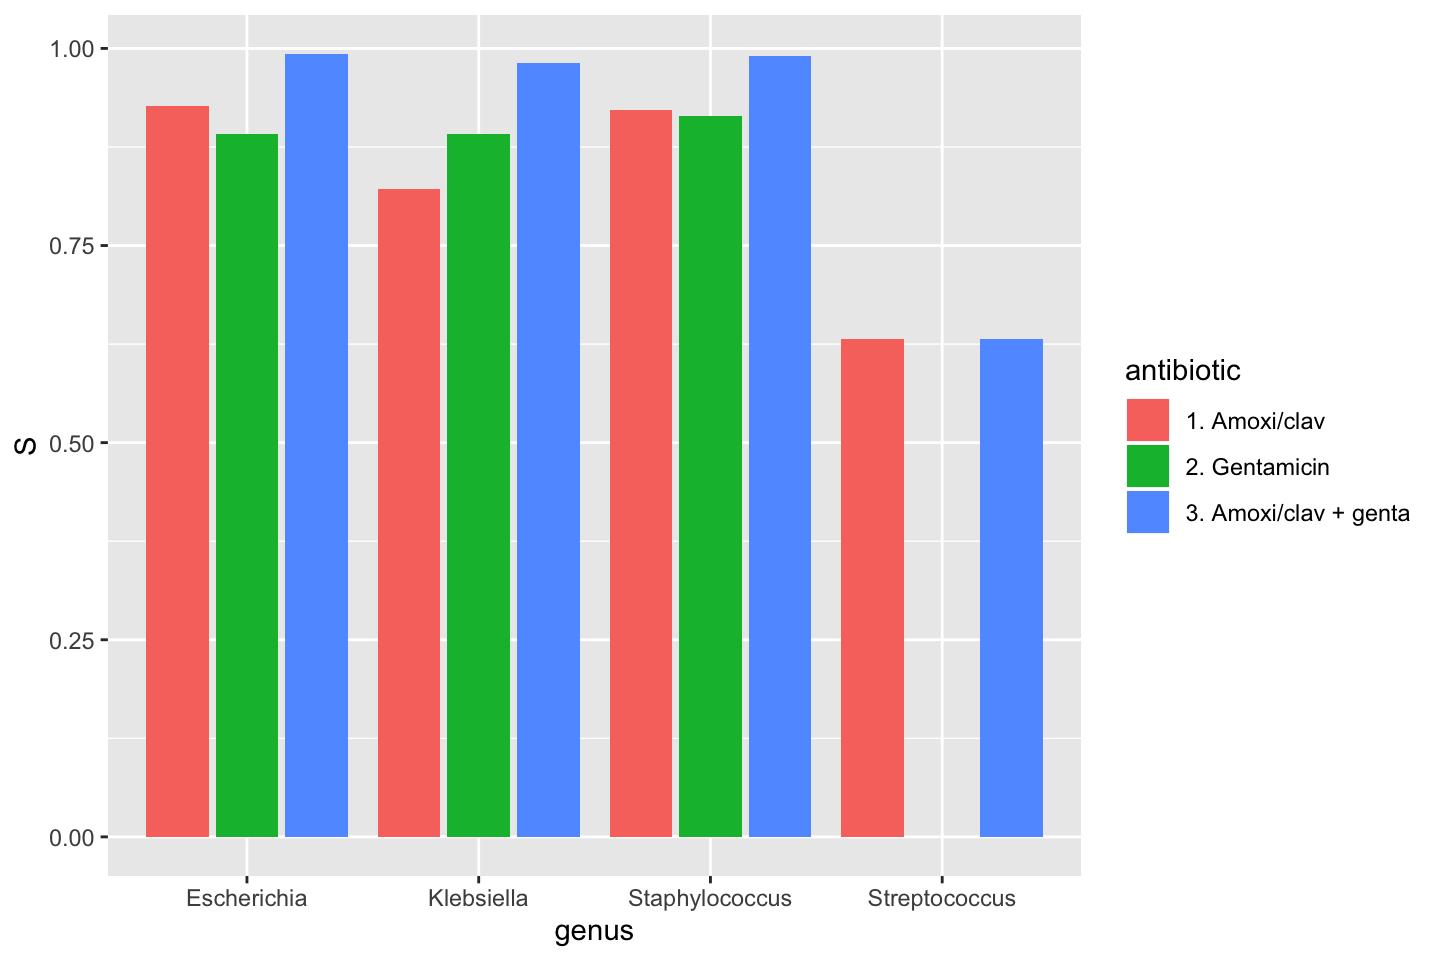 1.00
0.75
0.50
0.25
0.00
S
Escherichia
Klebsiella
Staphylococcus
Streptococcus
genus
antibiotic
1. Amoxi/clav
2. Gentamicin
3. Amoxi/clav + genta